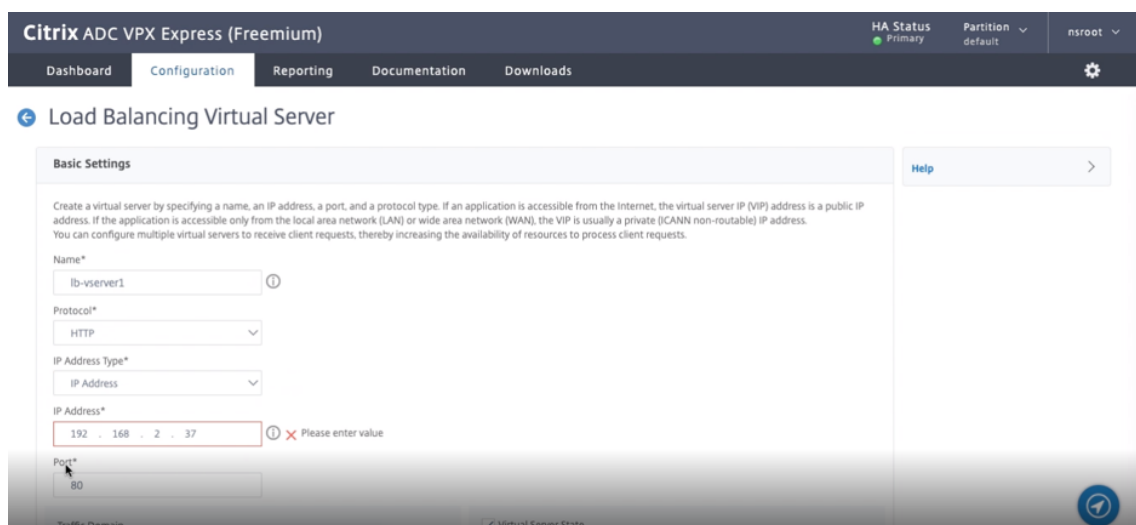 Citrix ADC VPX Express (Freemium)
HA Status
Primary
Partition
default
nsroot
Dashboard Configuration Reporting Documentation Downloads
Load Balancing Virtual Server
Basic Settings
Help
Create a virtual server by specifying a name, an IP address, a port, and a protocol type. If an application is accessible from the Internet, the virtual server IP (VIP) address is a public IP
address. If the application is accessible only from the local area network (LAN) or wide area network (WAN), the VIP is usually a private (ICANN non-routable) IP address.
You can configure multiple virtual servers to receive client requests, thereby increasing the availability of resources to process client requests.
Name*
lb-vserver1
Protocol*
HTTP
IP Address Type*
IP Address
IP Address*
192 . 168 . 2 . 37 Please enter value
Port*
80
Traffic Domain
Virtual Server State